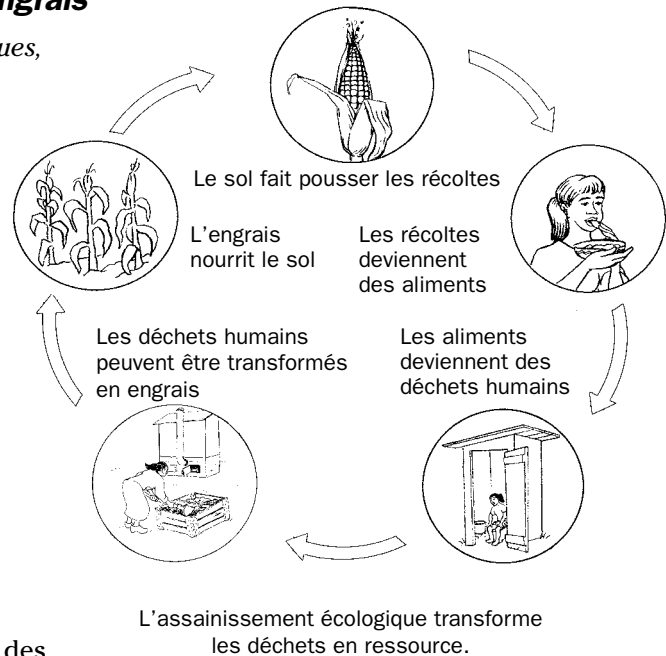 engrais
ues,
Le sol fait pousser les récoltes
L'engrais
nourrit le sol
Les récoltes
deviennent
des aliments
Les déchets humains
peuvent être transformés
en engrais
Les aliments
deviennent des
déchets humains
L'assainissement écologique transforme
les déchets en ressource.
des